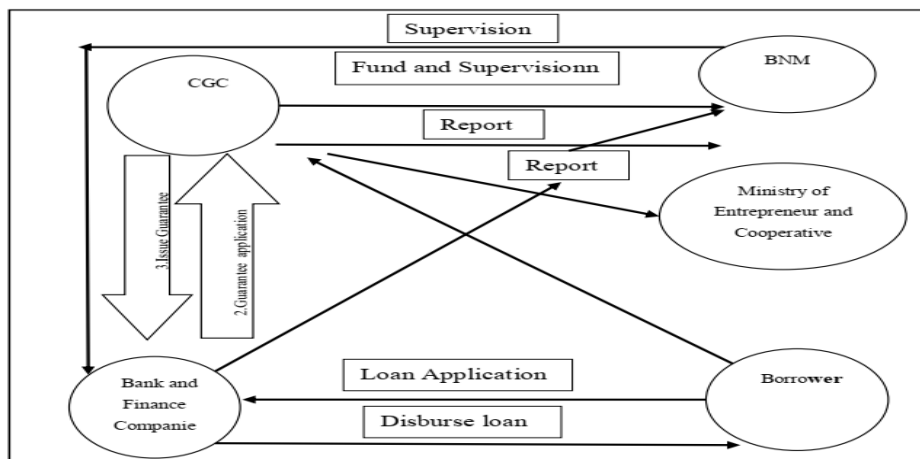 Supervision
BNM
Fund and Supervisionn
CGC
Report
Report
Ministry of
Entrepreneur and
Cooperative
3.Issue Guarantee
2.Guarantee application
Loan Application
Bank and
Finance
Companie
Borrower
Disburse loan